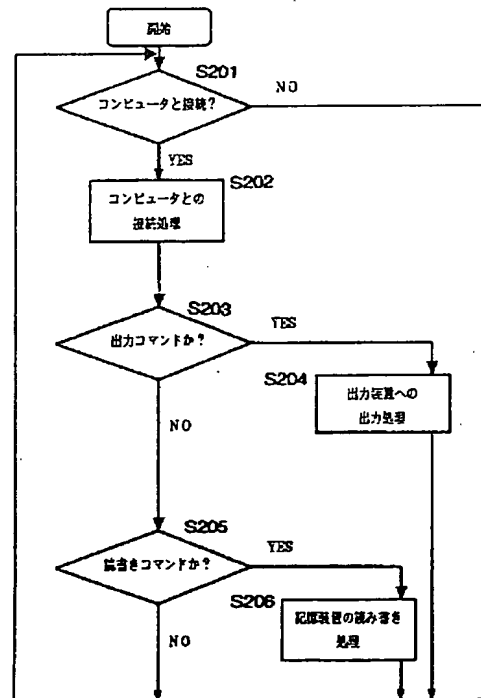 開始
S201
コンピュータと接続?
NO
YES
S202
コンピュータとの
接続処理
S203
出力コマンドか?
YES
S204
出力装置への
出力処理
NO
S205
読書きコマンドか?
YES
S206
記憶装置の読み書き
処理
NO